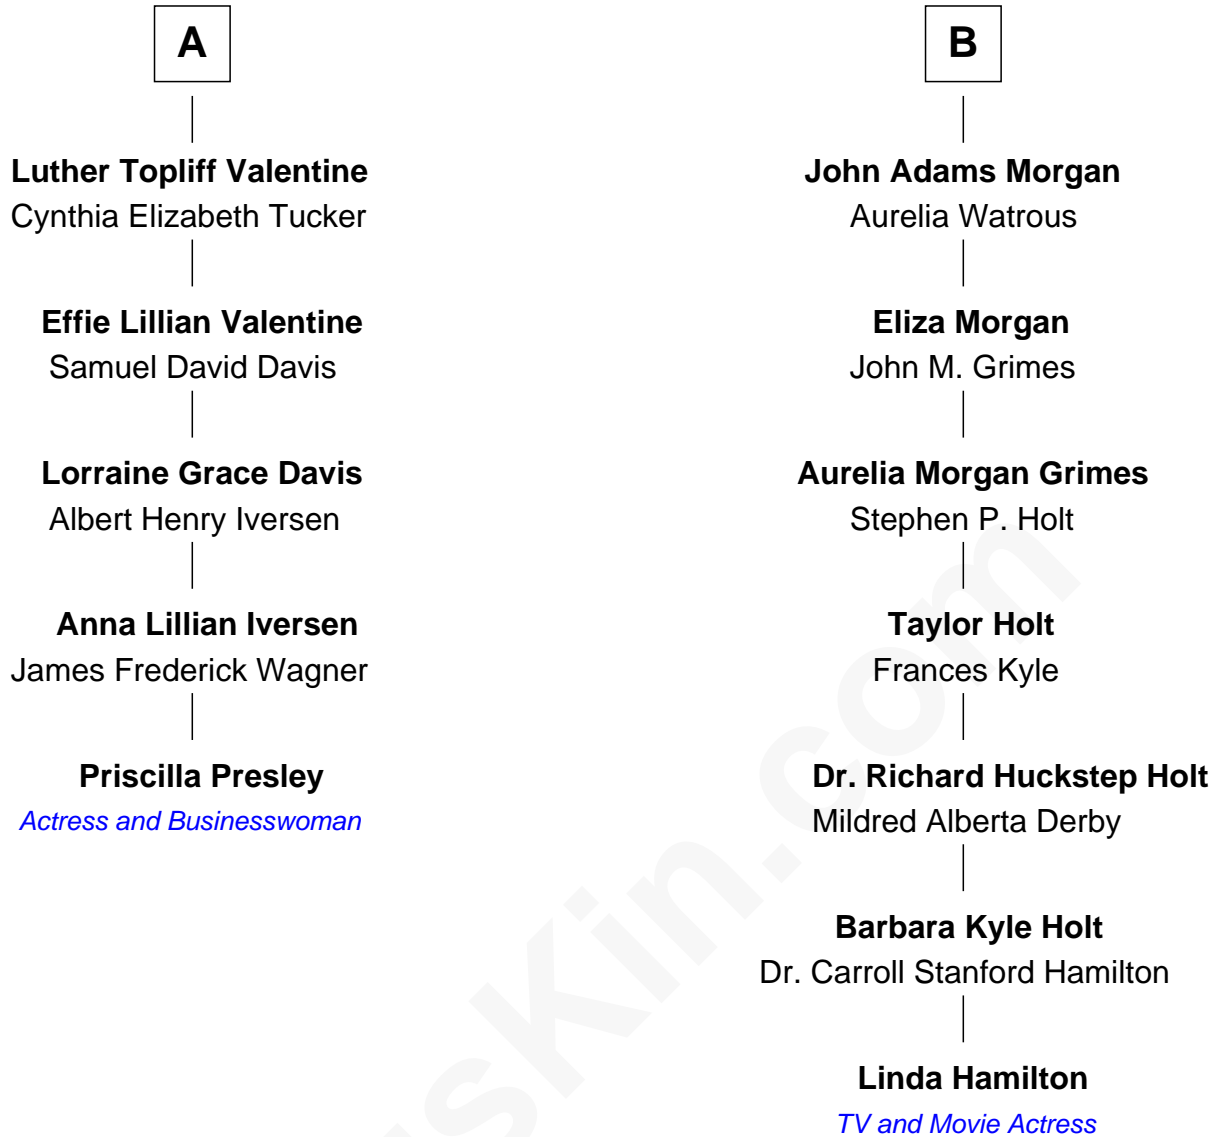 A
Luther Topliff Valentine
Cynthia Elizabeth Tucker
Effie Lillian Valentine
Samuel David Davis
Lorraine Grace Davis
Albert Henry Iversen
Anna Lillian Iversen
James Frederick Wagner
Priscilla Presley
Actress and Businesswoman
B
John Adams Morgan
Aurelia Watrous
Eliza Morgan
John M. Grimes
Aurelia Morgan Grimes
Stephen P. Holt
Taylor Holt
Frances Kyle
Dr. Richard Huckstep Holt
Mildred Alberta Derby
Barbara Kyle Holt
Dr. Carroll Stanford Hamilton
Linda Hamilton
TV and Movie Actress
sKin.com